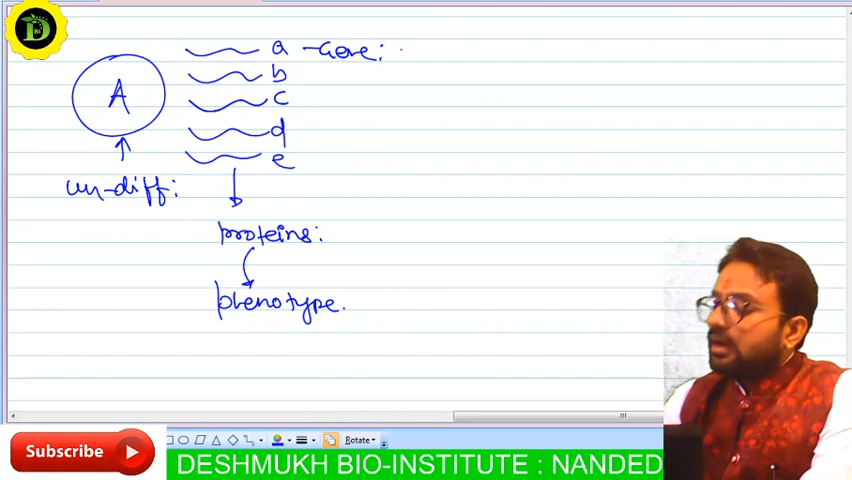 A
a -Gene:
b
c
d
e
un-diff:
proteins:
phenotype.
Rotate
Subscribe
DESHMUKH BIO-INSTITUTE : NANDED